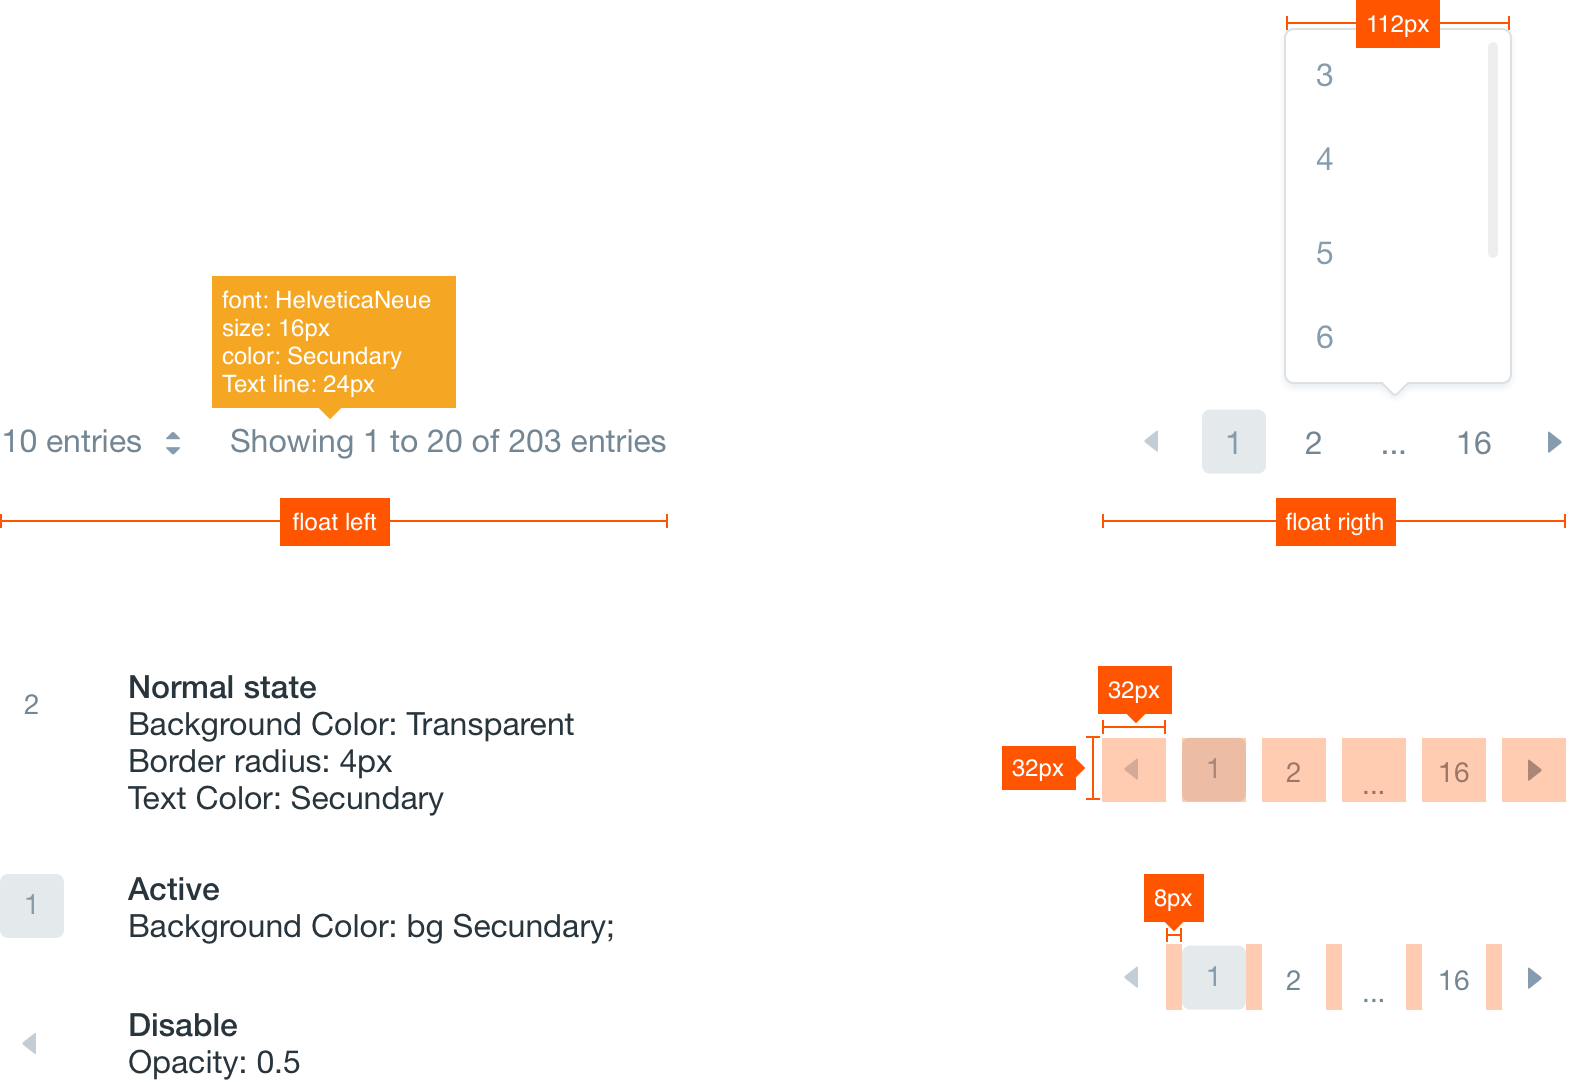 112px
3
4
5
6
font: HelveticaNeue
size: 16px
color: Secundary
Text line: 24px
10 entries
Showing 1 to 20 of 203 entries
1 2 ... 16
float left
float rigth
2
Normal state
Background Color: Transparent
Border radius: 4px
Text Color: Secundary
32px
32px
1 2 ... 16
1
Active
Background Color: bg Secundary;
8px
1 2 ... 16
Disable
Opacity: 0.5